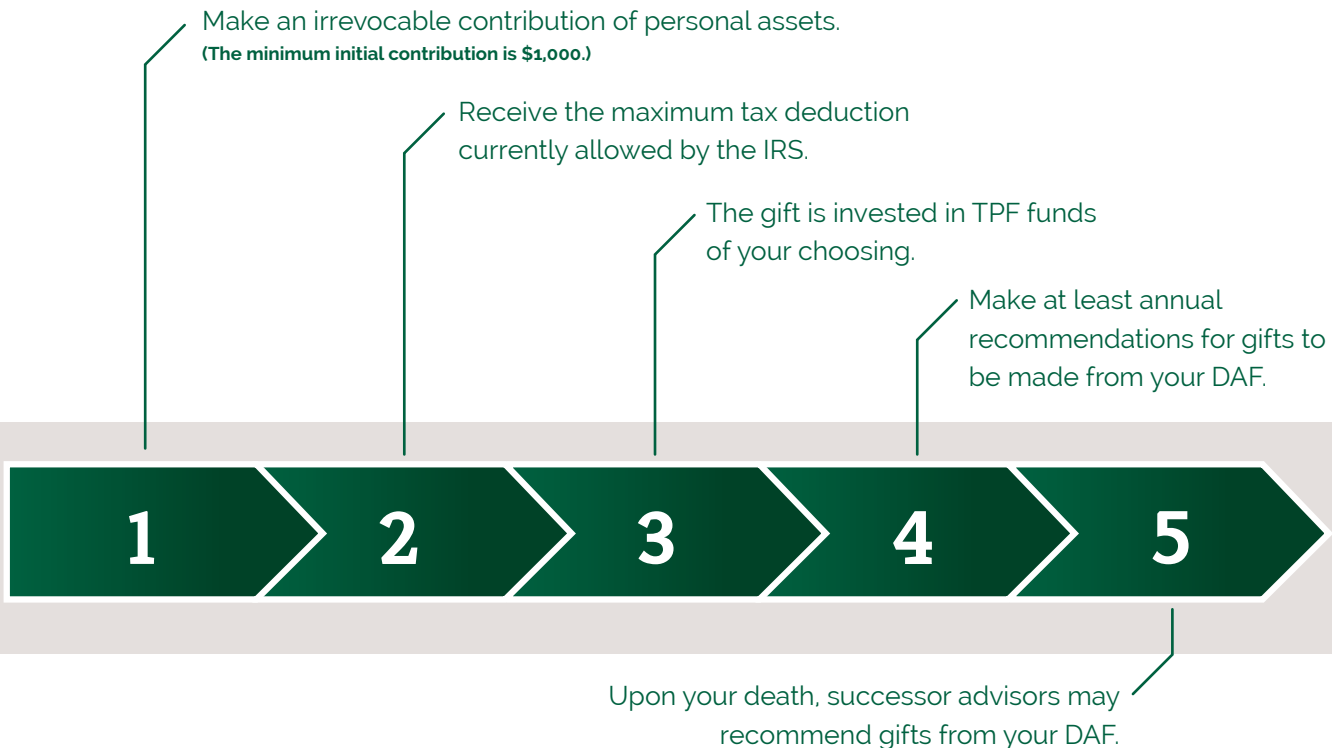 Make an irrevocable contribution of personal assets.
(The minimum initial contribution is $1,000.)
Receive the maximum tax deduction
currently allowed by the IRS.
The gift is invested in TPF funds
of your choosing.
Make at least annual
recommendations for gifts to
be made from your DAF.
1
2
3
4
5
Upon your death, successor advisors may
recommend gifts from your DAF.